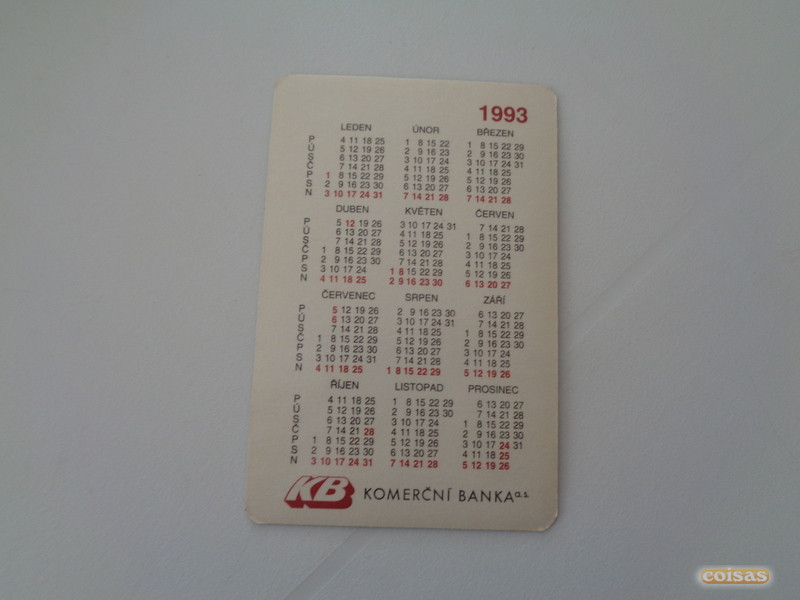 1993
LEDEN ÚNOR BŘEZEN
P 4 11 18 25 1 8 15 22 1 8 15 22 29
Ú 5 12 19 26 2 9 16 23 2 9 16 23 30
S 6 13 20 27 3 10 17 24 3 10 17 24 31
Č 7 14 21 28 4 11 18 25 4 11 18 25
P 1 8 15 22 29 5 12 19 26 5 12 19 26
S 2 9 16 23 30 6 13 20 27 6 13 20 27
N 3 10 17 24 31 7 14 21 28 7 14 21 28
DUBEN KVĚTEN ČERVEN
P 5 12 19 26 3 10 17 24 31 7 14 21 28
Ú 6 13 20 27 4 11 18 25 1 8 15 22 29
S 7 14 21 28 5 12 19 26 2 9 16 23 30
Č 1 8 15 22 29 6 13 20 27 3 10 17 24
P 2 9 16 23 30 7 14 21 28 4 11 18 25
S 3 10 17 24 1 8 15 22 29 5 12 19 26
N 4 11 18 25 2 9 16 23 30 6 13 20 27
ČERVENEC SRPEN ZÁŘÍ
P 5 12 19 26 2 9 16 23 30 6 13 20 27
Ú 6 13 20 27 3 10 17 24 31 7 14 21 28
S 7 14 21 28 4 11 18 25 1 8 15 22 29
Č 1 8 15 22 29 5 12 19 26 2 9 16 23 30
P 2 9 16 23 30 6 13 20 27 3 10 17 24
S 3 10 17 24 31 7 14 21 28 4 11 18 25
N 4 11 18 25 1 8 15 22 29 5 12 19 26
ŘÍJEN LISTOPAD PROSINEC
P 4 11 18 25 1 8 15 22 29 6 13 20 27
Ú 5 12 19 26 2 9 16 23 30 7 14 21 28
S 6 13 20 27 3 10 17 24 1 8 15 22 29
Č 7 14 21 28 4 11 18 25 2 9 16 23 30
P 1 8 15 22 29 5 12 19 26 3 10 17 24 31
S 2 9 16 23 30 6 13 20 27 4 11 18 25
N 3 10 17 24 31 7 14 21 28 5 12 19 26
KB KOMERČNÍ BANKA a.s.
coisas